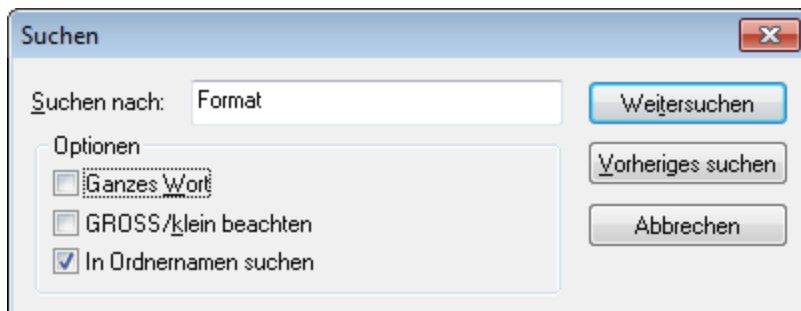 Suchen
Suchen nach: Format
Weitersuchen
Optionen
Vorheriges suchen
Ganzes Wort
GROSS/klein beachten
Abbrechen
In Ordnernamen suchen